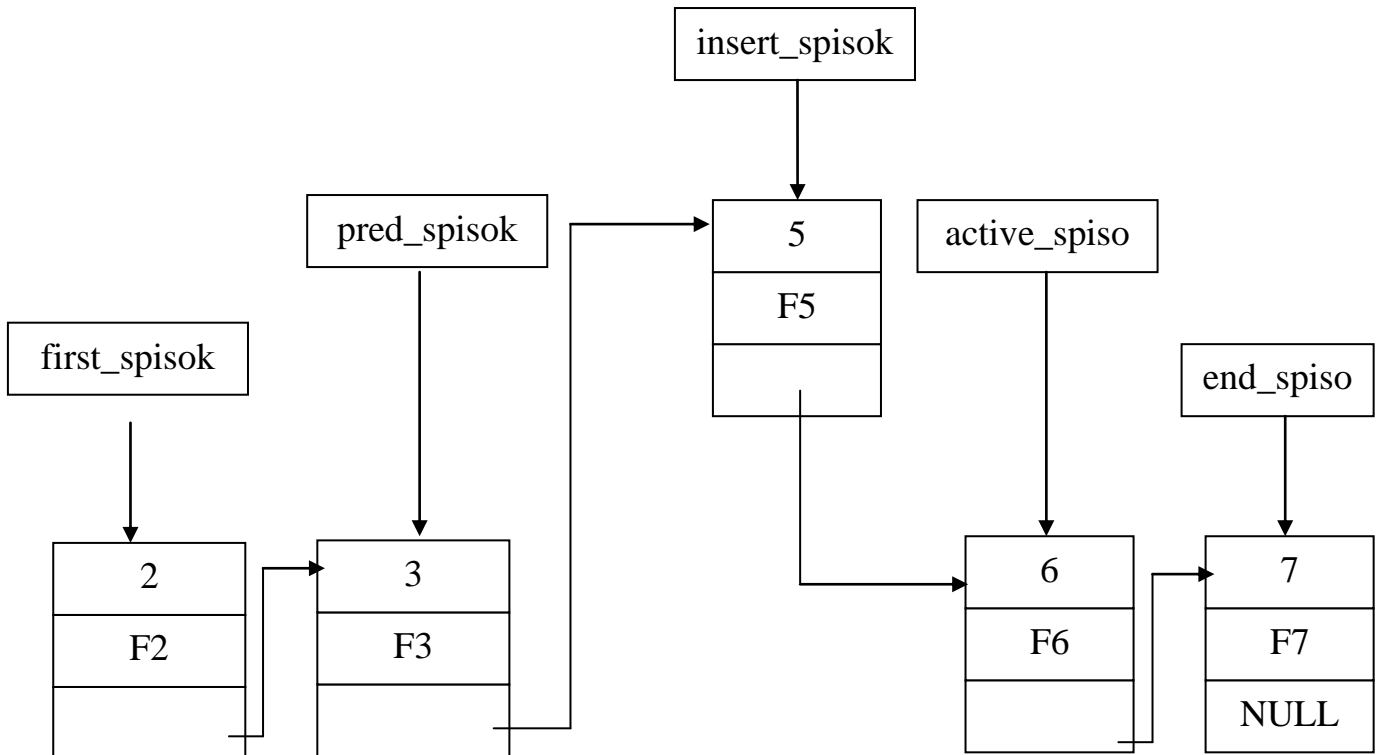 insert_spisok
pred_spisok
5
active_spiso
F5
first_spisok
end_spiso
2
3
6
7
F2
F3
F6
F7
NULL